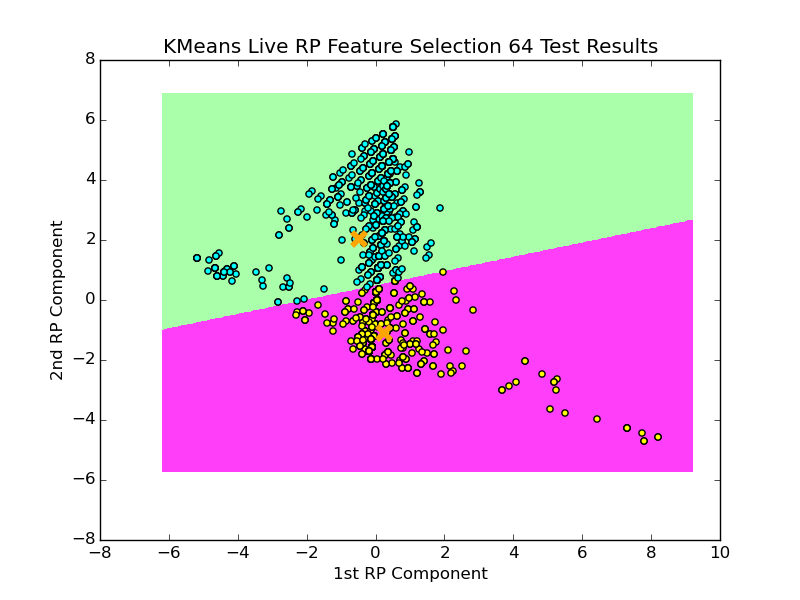 KMeans Live RP Feature Selection 64 Test Results
8
6
4
2
0
−2
−4
−6
−8
2nd RP Component
−8 −6 −4 −2 0 2 4 6 8 10
1st RP Component